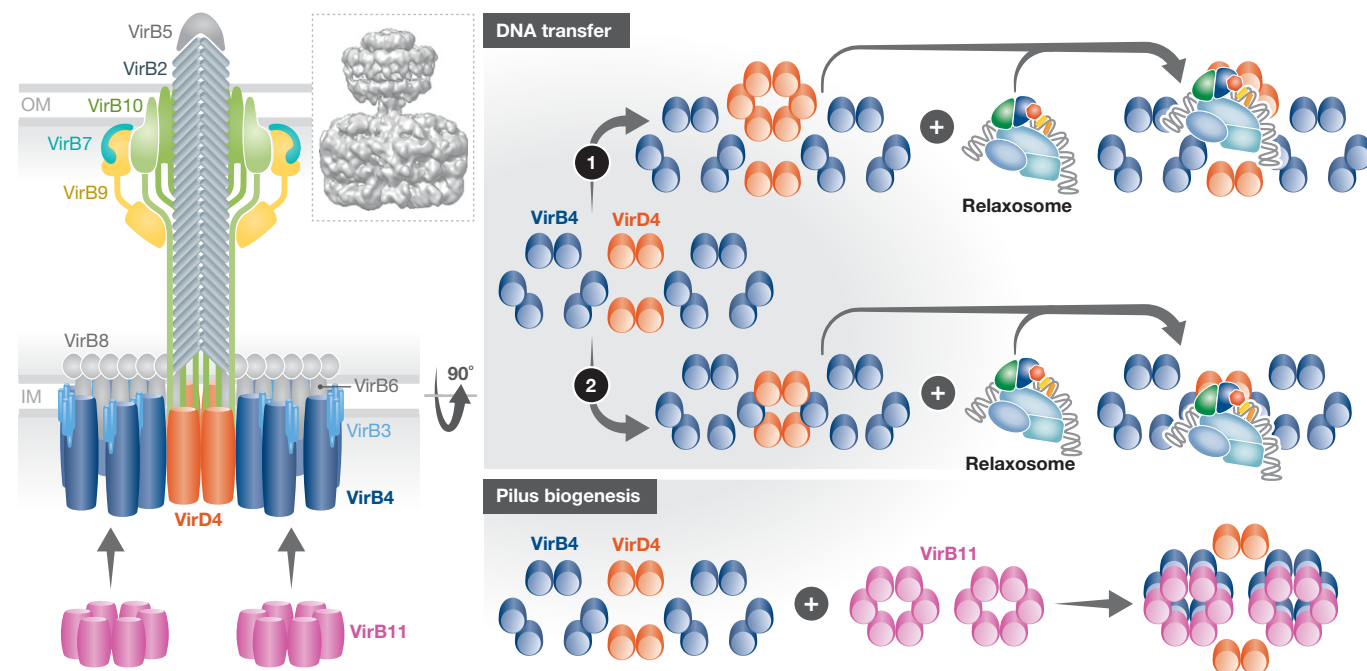 VirB5
VirB2
OM
VirB10
VirB7
VirB9
VirB8
VirB6
IM
VirB3
VirB4
VirD4
VirB11
90°
DNA transfer
1
+
Relaxosome
VirB4 VirD4
2
+
Relaxosome
Pilus biogenesis
VirB4 VirD4
+
VirB11